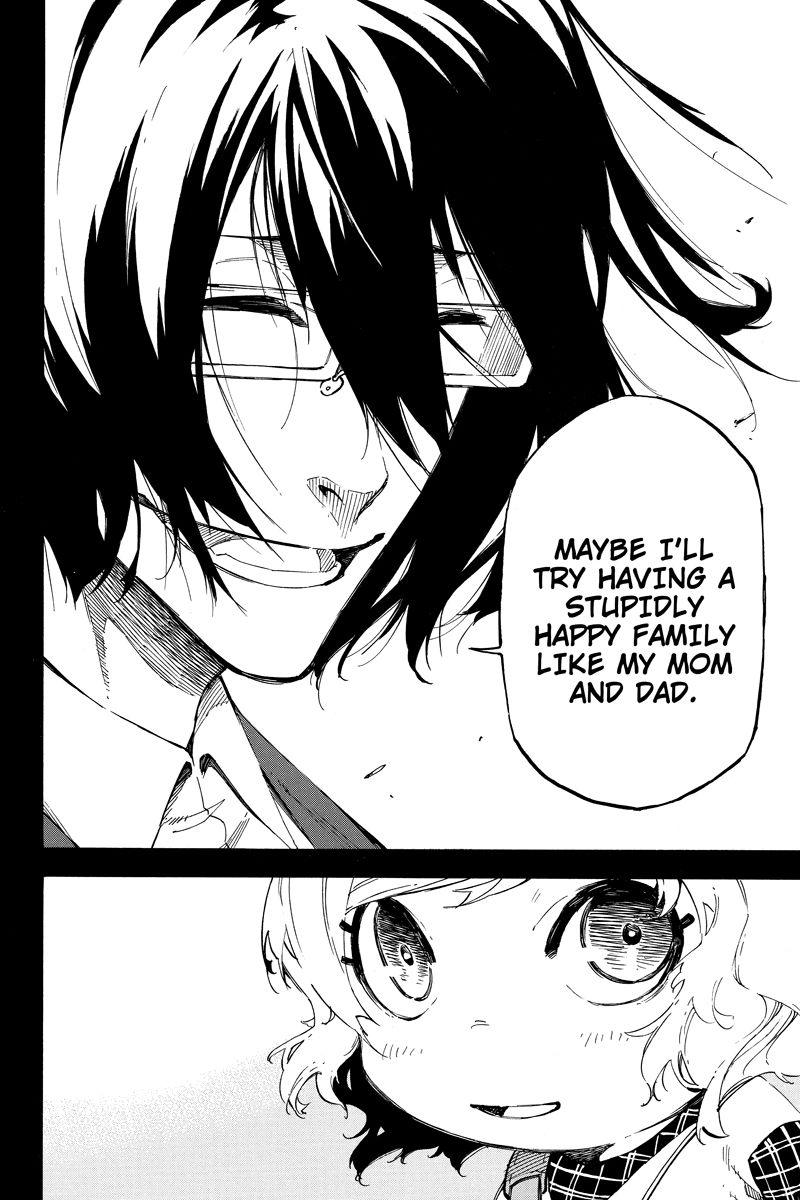 MAYBE I'LL
TRY HAVING A
STUPIDLY
HAPPY FAMILY
LIKE MY MOM
AND DAD.